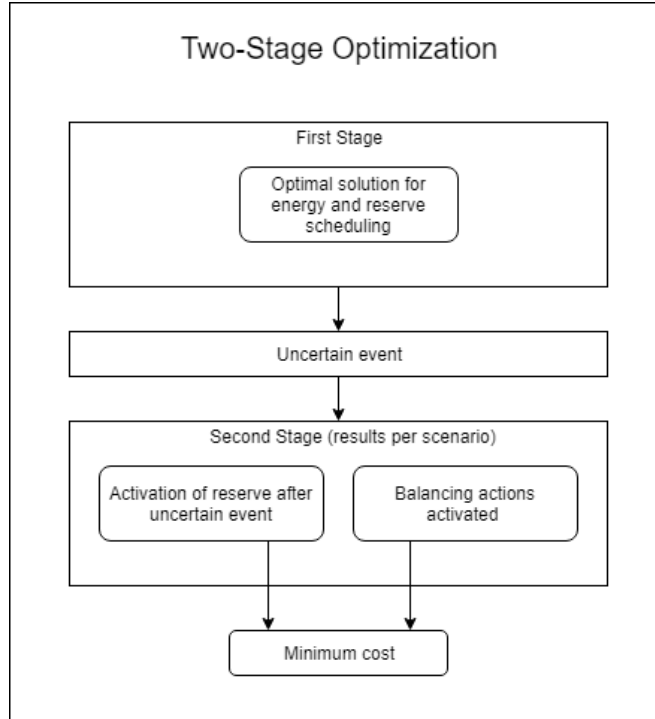 Two-Stage Optimization
First Stage
Optimal solution for
energy and reserve
scheduling
Uncertain event
Second Stage (results per scenario)
Activation of reserve after
uncertain event
Balancing actions
activated
Minimum cost